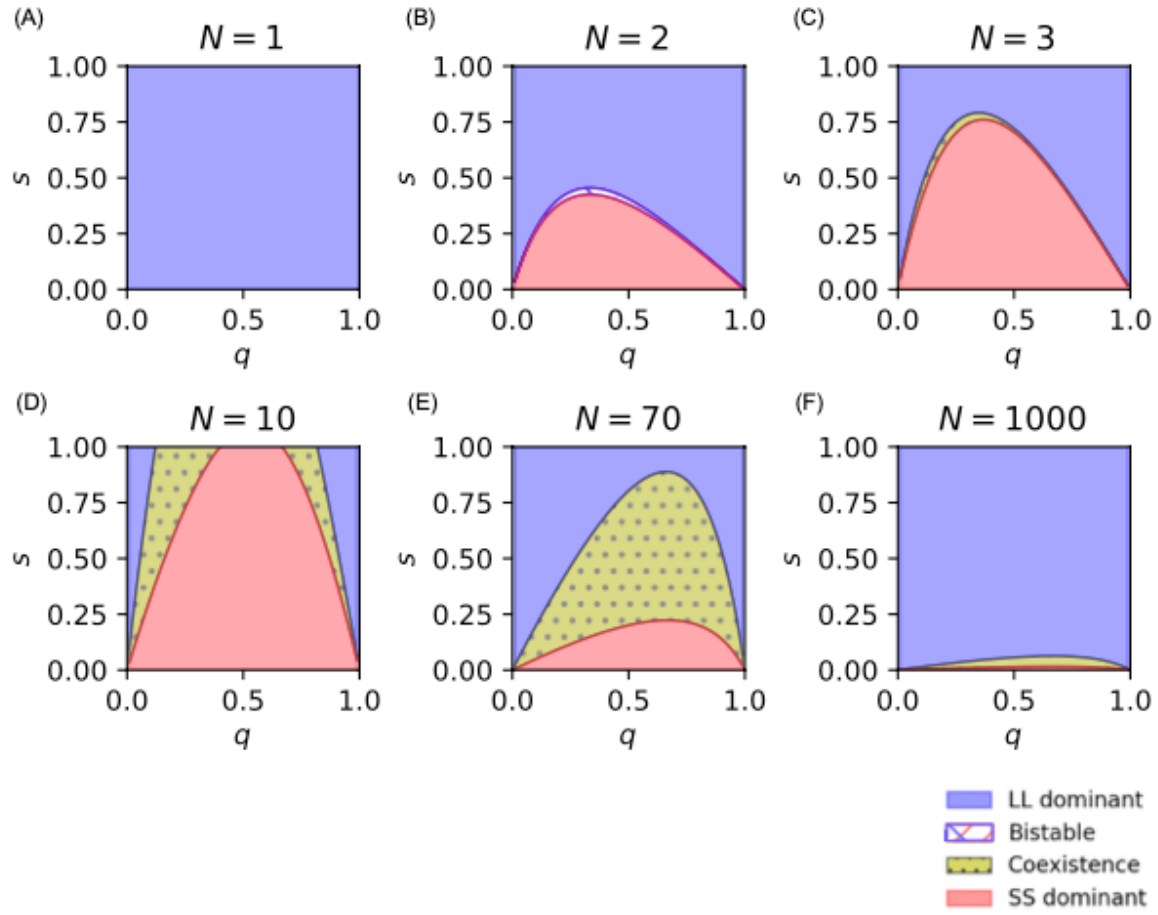 (A)
N = 1
1.00
0.75
s
0.50
0.25
0.00
0.0 0.5 1.0
q
(B)
N = 2
1.00
0.75
s
0.50
0.25
0.00
0.0 0.5 1.0
q
(C)
N = 3
1.00
0.75
s
0.50
0.25
0.00
0.0 0.5 1.0
q
(D)
N = 10
1.00
0.75
s
0.50
0.25
0.00
0.0 0.5 1.0
q
(E)
N = 70
1.00
0.75
s
0.50
0.25
0.00
0.0 0.5 1.0
q
(F)
N = 1000
1.00
0.75
s
0.50
0.25
0.00
0.0 0.5 1.0
q
LL dominant
Bistable
Coexistence
SS dominant